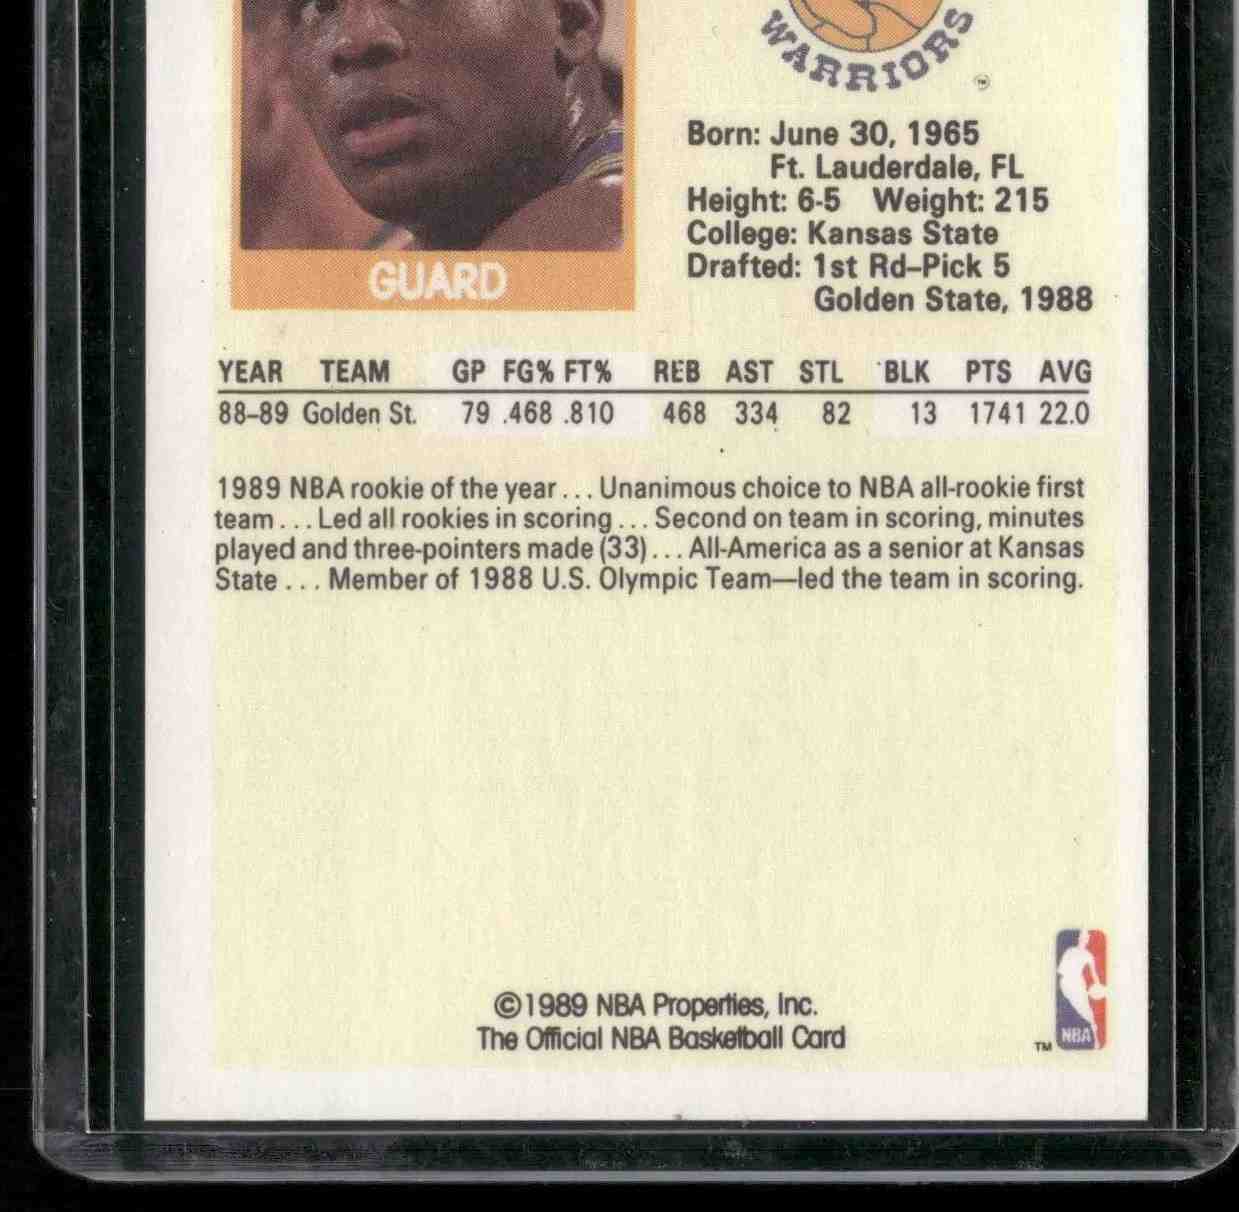 WARRIORS
TM
Born: June 30, 1965
Ft. Lauderdale, FL
Height: 6-5 Weight: 215
College: Kansas State
Drafted: 1st Rd–Pick 5
Golden State, 1988
GUARD
YEAR TEAM GP FG% FT% REB AST STL BLK PTS AVG
88–89 Golden St. 79 .468 .810 468 334 82 13 1741 22.0
1989 NBA rookie of the year . . . Unanimous choice to NBA all-rookie first
team . . . Led all rookies in scoring . . . Second on team in scoring, minutes
played and three-pointers made (33) . . . All-America as a senior at Kansas
State . . . Member of 1988 U.S. Olympic Team—led the team in scoring.
©1989 NBA Properties, Inc.
The Official NBA Basketball Card
TM
NBA